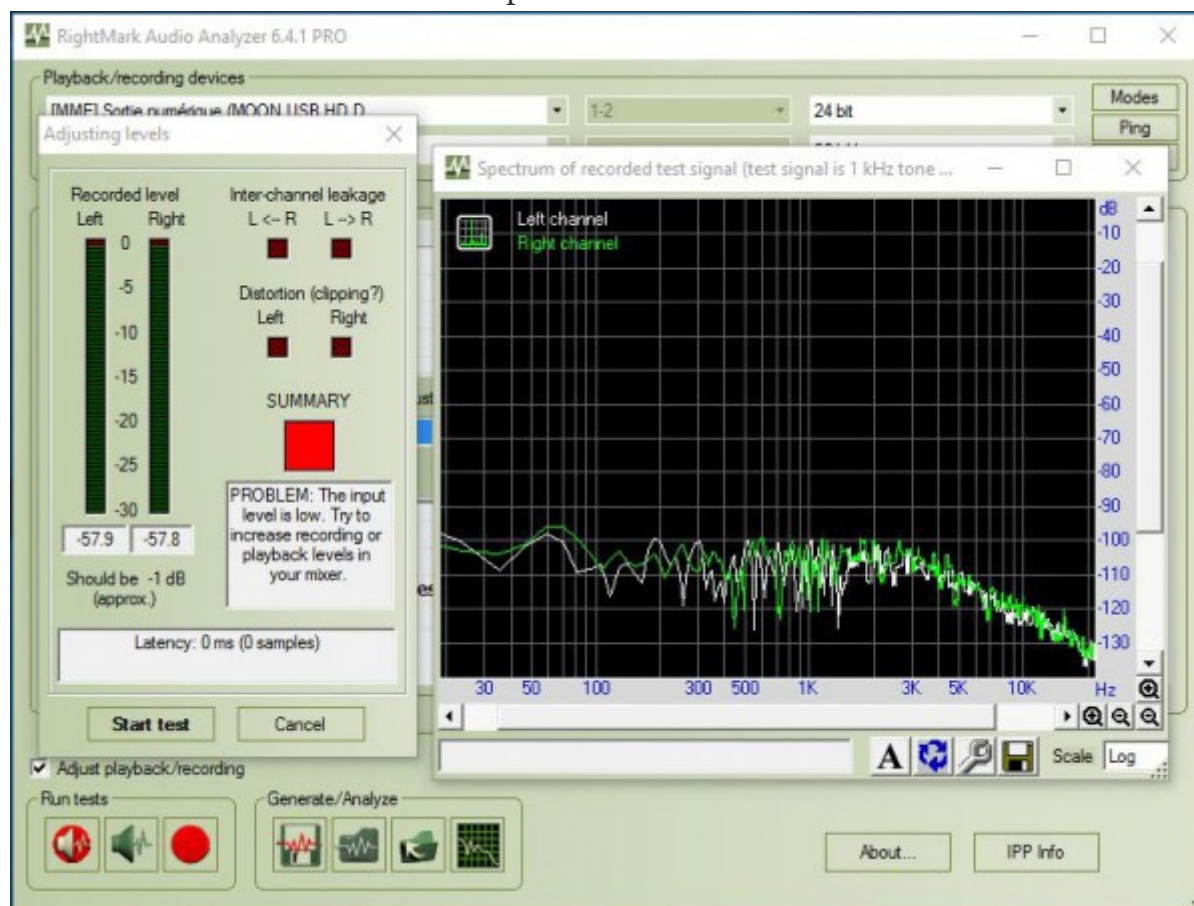 RightMark Audio Analyzer 6.4.1 PRO
Playback/recording devices
[MME] Sortie numérique (MOON USB HD D
1-2
24 bit
Modes
Ping
Adjusting levels
Recorded level
Left Right
0
-5
-10
-15
-20
-25
-30
-57.9 -57.8
Should be -1 dB
(approx.)
Inter-channel leakage
L <-- R L --> R
Distortion (clipping?)
Left Right
SUMMARY
PROBLEM: The input
level is low. Try to
increase recording or
playback levels in
your mixer.
Latency: 0 ms (0 samples)
Start test
Cancel
Spectrum of recorded test signal (test signal is 1 kHz tone ...
Left channel
Right channel
dB
-10
-20
-30
-40
-50
-60
-70
-80
-90
-100
-110
-120
-130
30 50 100 300 500 1K 3K 5K 10K Hz
A
Scale Log
Adjust playback/recording
Run tests
Generate/Analyze
About...
IPP Info